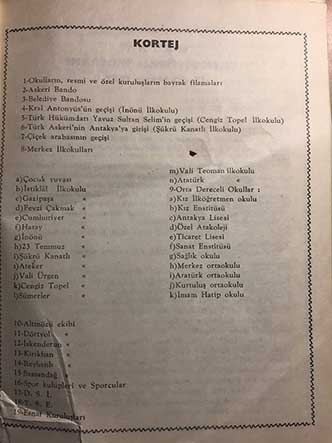 KORTEJ
1-Okulların, resmi ve özel kuruluşların bayrak filamaları
2-Askeri Bando
3-Belediye Bandosu
4-Kral Antonyüs'ün geçişi (İnönü İlkokulu)
5-Türk Hükümdarı Yavuz Sultan Selim'in geçişi (Cengiz Topel İlkokulu)
6-Türk Askeri'nin Antakya'ya girişi (Şükrü Kanatlı İlkokulu)
7-Çiçek arabasının geçişi
8-Merkez İlkokulları
a)Çocuk yuvası
b)İstiklâl İlkokulu
c)Gazipaşa «
d)Fevzi Çakmak «
e)Cumhuriyet «
f)Hatay «
g)İnönü «
h)23 Temmuz «
ı)Şükrü Kanatlı «
i)Ateker «
j)Vali Ürgen «
k)Cengiz Topel «
l)Sümerler «
m)Vali Teoman ilkokulu
n)Atatürk «
9-Orta Dereceli Okullar :
a)Kız İlköğretmen okulu
b)Kız Enstitüsü
c)Antakya Lisesi
d)Özel Atakoleji
e)Ticaret Lisesi
f)Sanat Enstitüsü
g)Sağlık okulu
h)Merkez ortaokulu
ı)Atatürk ortaokulu
j)Kurtuluş ortaokulu
k)İmam Hatip okulu
10-Altınözü ekibi
11-Dörtyol «
12-İskenderun «
13-Kırıkhan «
14-Reyhanlı «
15-Samandağ «
16-Spor kulüpleri ve Sporcular
17-D. S. İ.
18-T. S. E.
19-Esnaf Kuruluşları